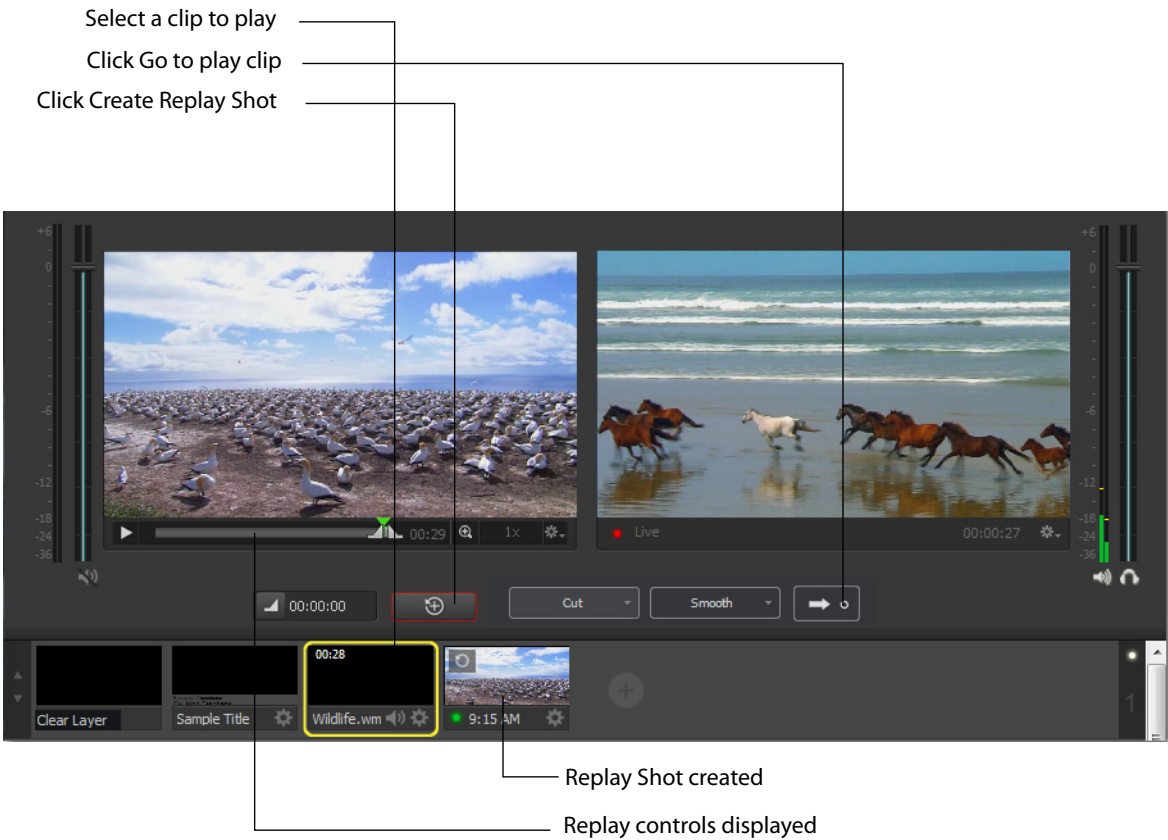 Select a clip to play
Click Go to play clip
Click Create Replay Shot
+6
0
-6
-12
-18
-24
-36
+6
0
-6
-12
-18
-24
-36
00:29
1x
Live
00:00:27
00:00:00
Cut
Smooth
00:28
Clear Layer
Sample Title
Wildlife.wm
9:15 AM
1
Replay Shot created
Replay controls displayed